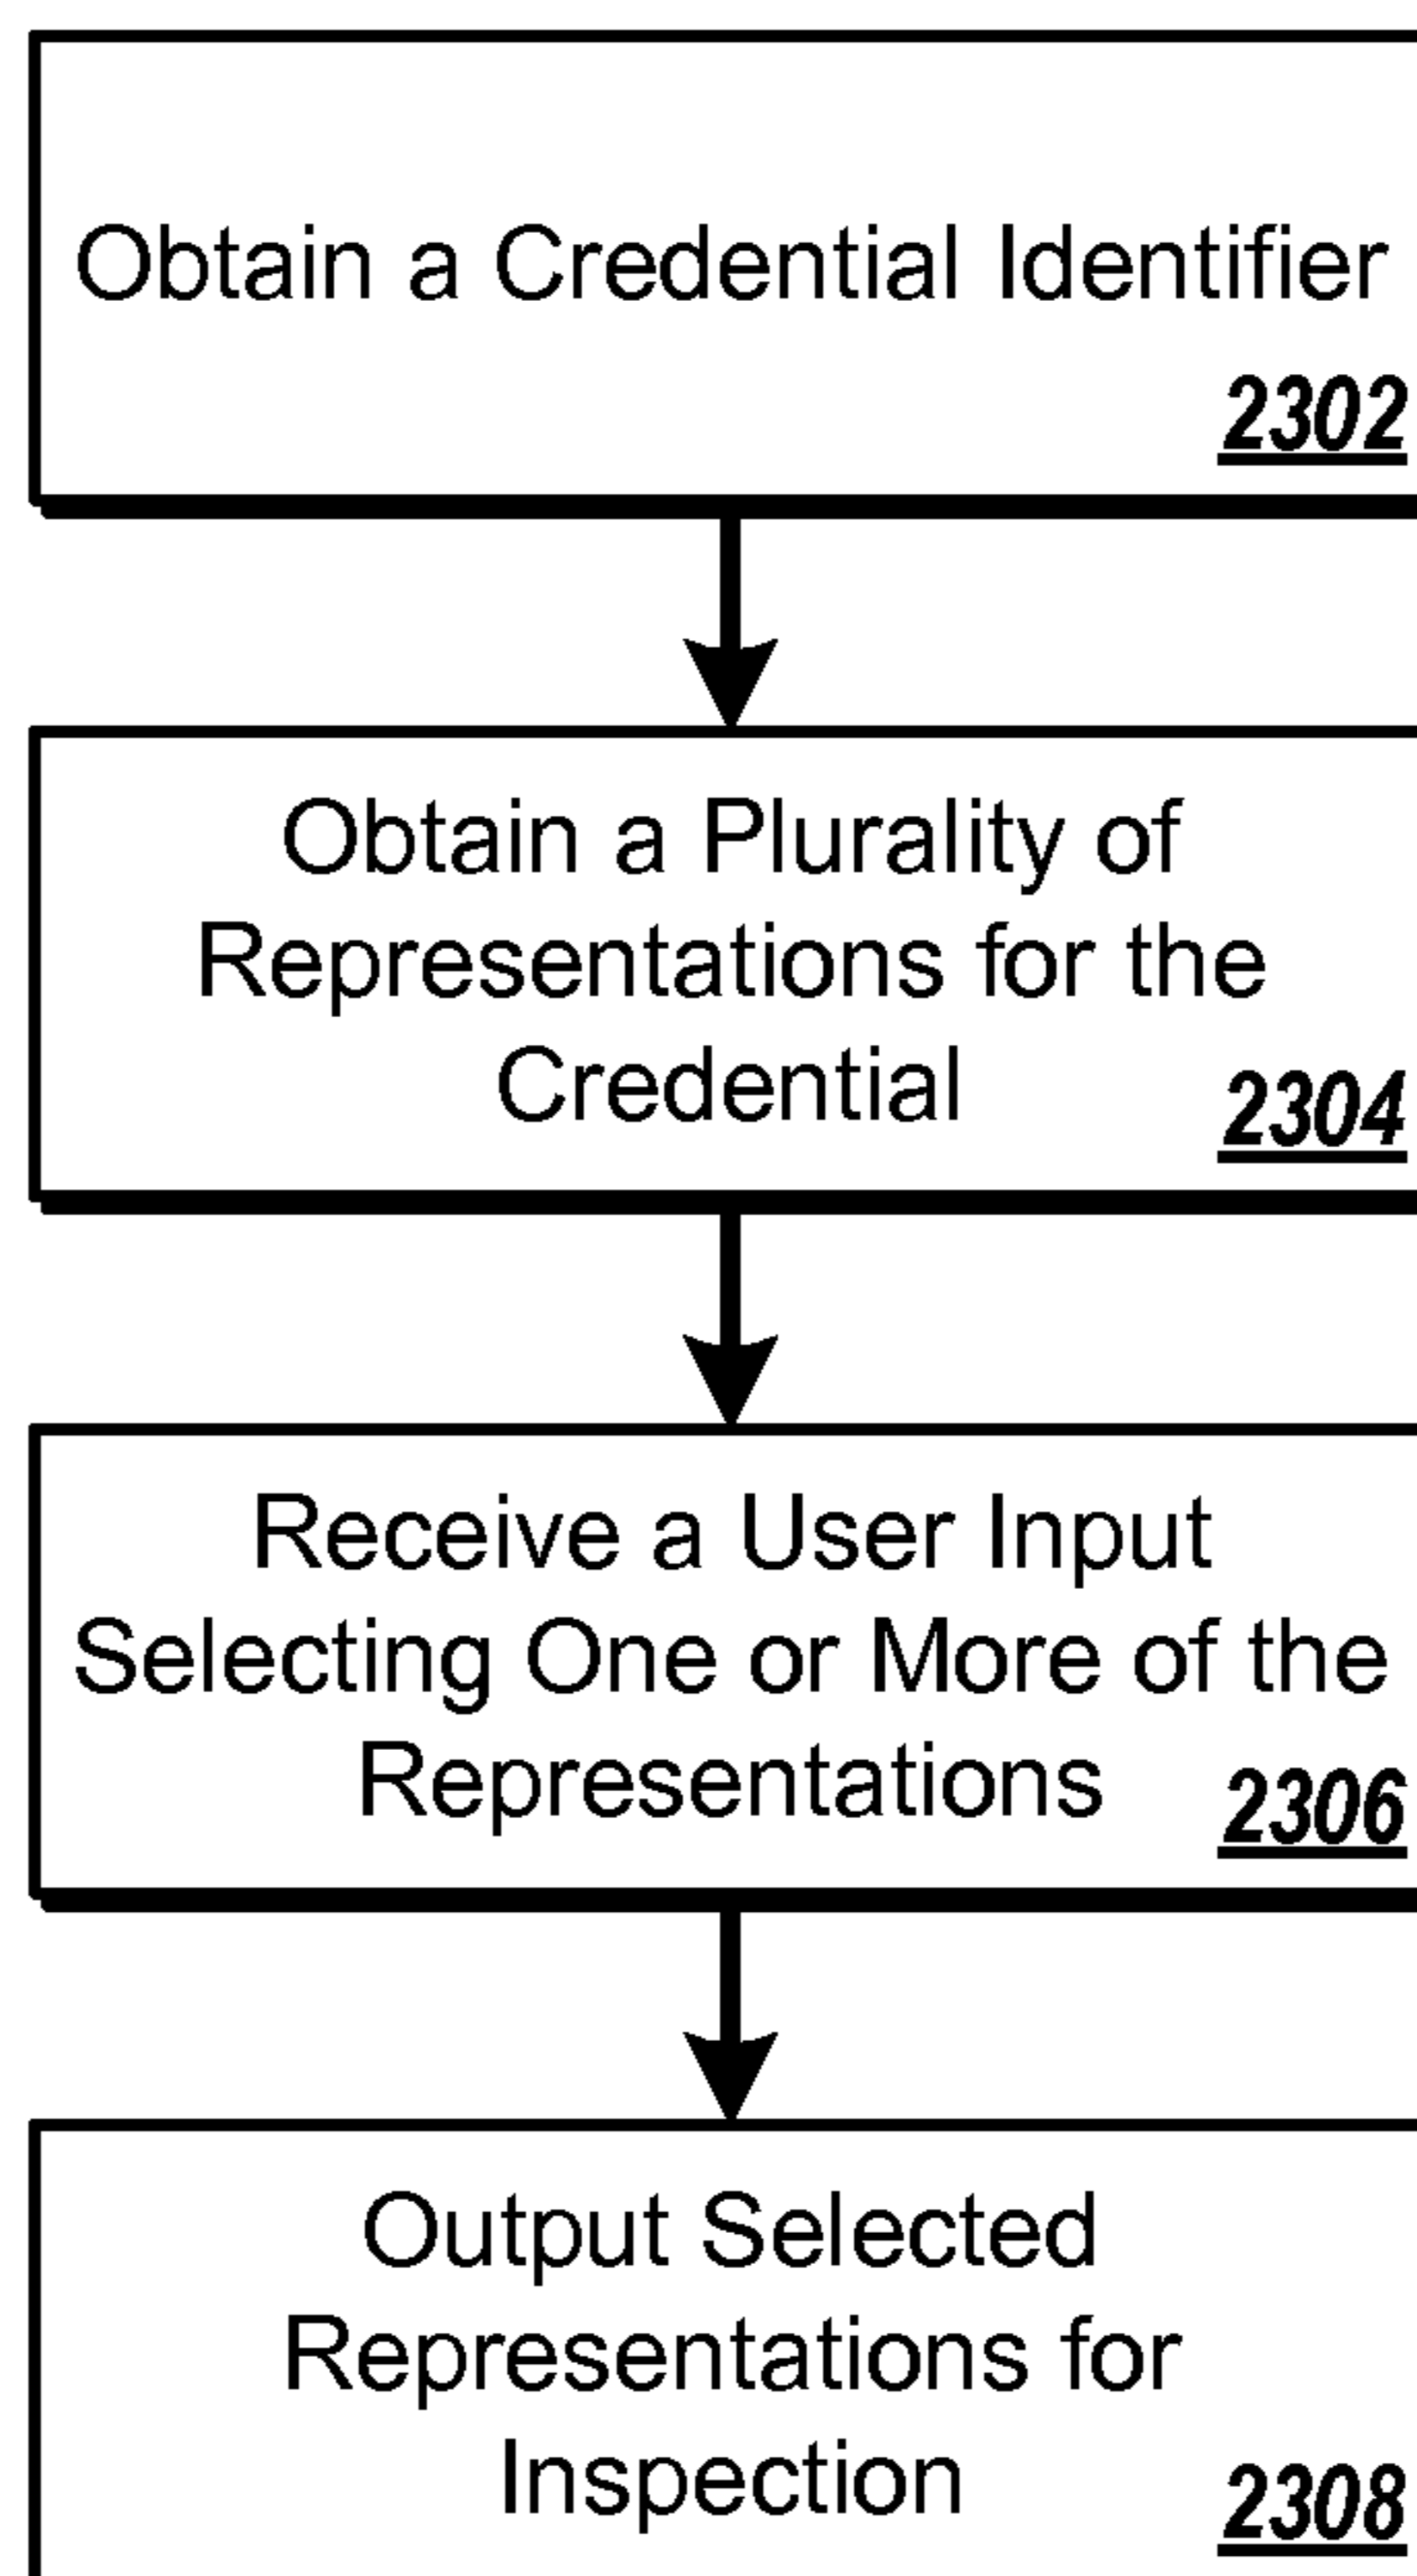 Obtain a Credential Identifier
2302
Obtain a Plurality of
Representations for the
Credential
2304
Receive a User Input
Selecting One or More of the
Representations
2306
Output Selected
Representations for
Inspection
2308